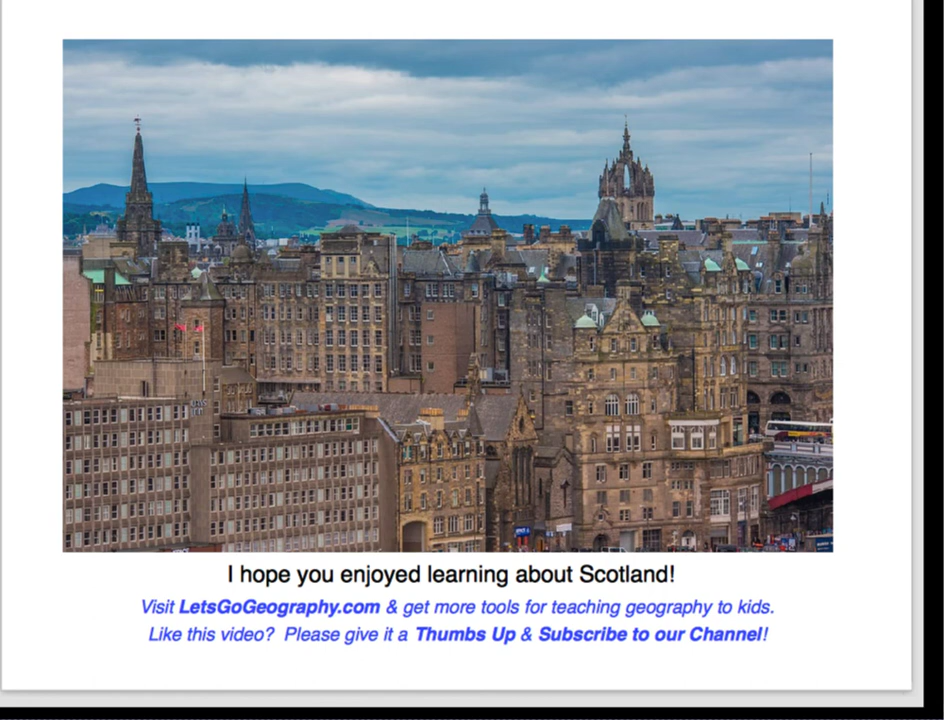 I hope you enjoyed learning about Scotland!
Visit LetsGoGeography.com & get more tools for teaching geography to kids.
Like this video?  Please give it a Thumbs Up & Subscribe to our Channel!